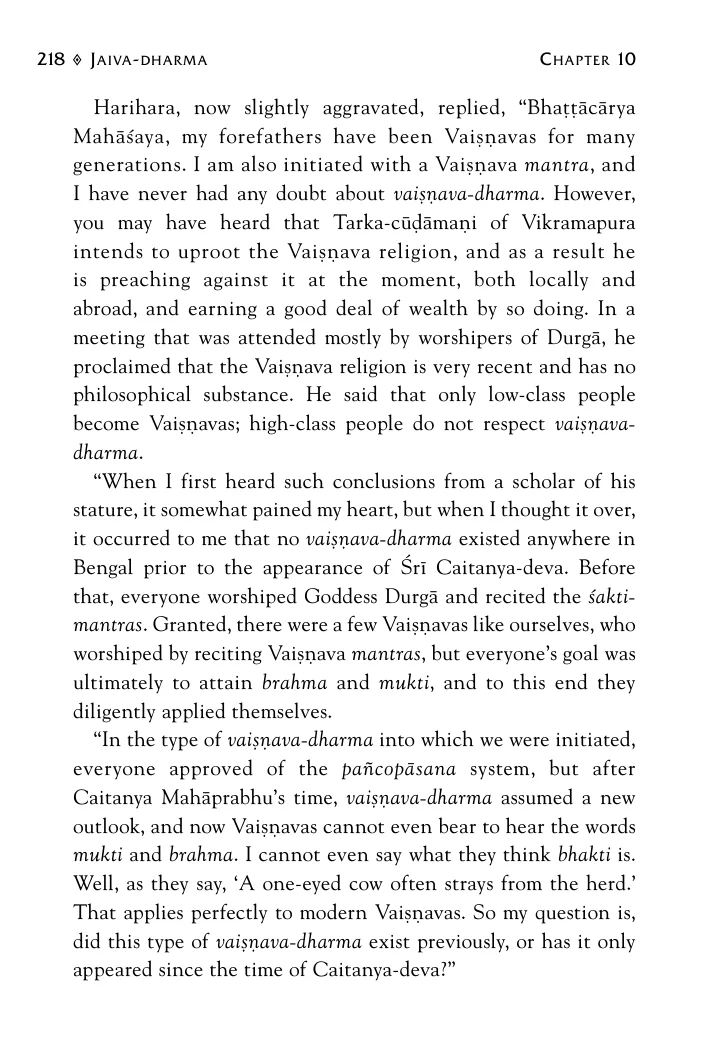 218 ◊ Jaiva-dharma Chapter 10
Harihara, now slightly aggravated, replied, “Bhaṭṭācārya
Mahāśaya, my forefathers have been Vaiṣṇavas for many
generations. I am also initiated with a Vaiṣṇava mantra, and
I have never had any doubt about vaiṣṇava-dharma. However,
you may have heard that Tarka-cūḍāmaṇi of Vikramapura
intends to uproot the Vaiṣṇava religion, and as a result he
is preaching against it at the moment, both locally and
abroad, and earning a good deal of wealth by so doing. In a
meeting that was attended mostly by worshipers of Durgā, he
proclaimed that the Vaiṣṇava religion is very recent and has no
philosophical substance. He said that only low-class people
become Vaiṣṇavas; high-class people do not respect vaiṣṇava-
dharma.
“When I first heard such conclusions from a scholar of his
stature, it somewhat pained my heart, but when I thought it over,
it occurred to me that no vaiṣṇava-dharma existed anywhere in
Bengal prior to the appearance of Śrī Caitanya-deva. Before
that, everyone worshiped Goddess Durgā and recited the śakti-
mantras. Granted, there were a few Vaiṣṇavas like ourselves, who
worshiped by reciting Vaiṣṇava mantras, but everyone’s goal was
ultimately to attain brahma and mukti, and to this end they
diligently applied themselves.
“In the type of vaiṣṇava-dharma into which we were initiated,
everyone approved of the pañcopāsana system, but after
Caitanya Mahāprabhu’s time, vaiṣṇava-dharma assumed a new
outlook, and now Vaiṣṇavas cannot even bear to hear the words
mukti and brahma. I cannot even say what they think bhakti is.
Well, as they say, ‘A one-eyed cow often strays from the herd.’
That applies perfectly to modern Vaiṣṇavas. So my question is,
did this type of vaiṣṇava-dharma exist previously, or has it only
appeared since the time of Caitanya-deva?”